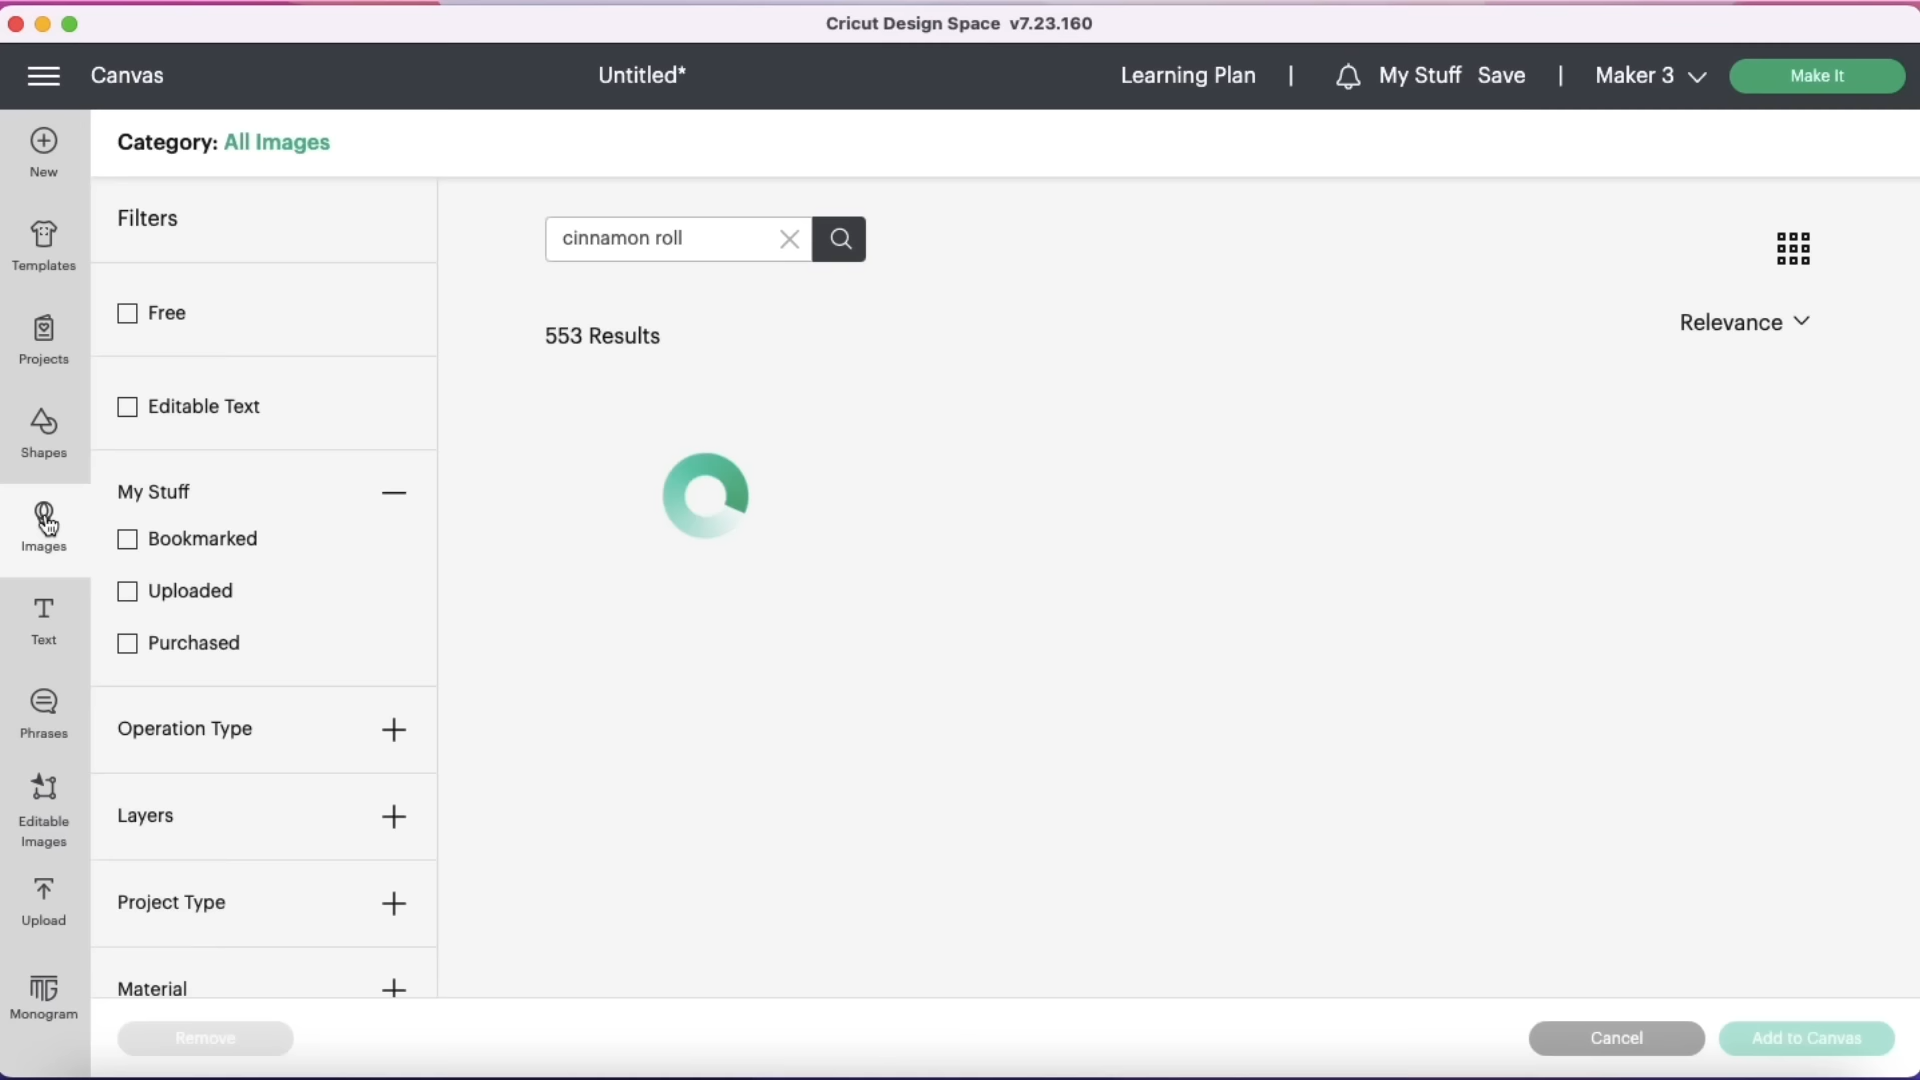 Cricut Design Space v7.23.160
Canvas
Untitled*
Learning Plan | My Stuff Save | Maker 3 Make It
New
Templates
Projects
Shapes
Images
Text
Phrases
Editable
Images
Upload
Monogram
Category: All Images
Filters
Free
Editable Text
My Stuff
Bookmarked
Uploaded
Purchased
Operation Type
Layers
Project Type
Material
cinnamon roll
553 Results
Relevance
Remove
Cancel
Add to Canvas